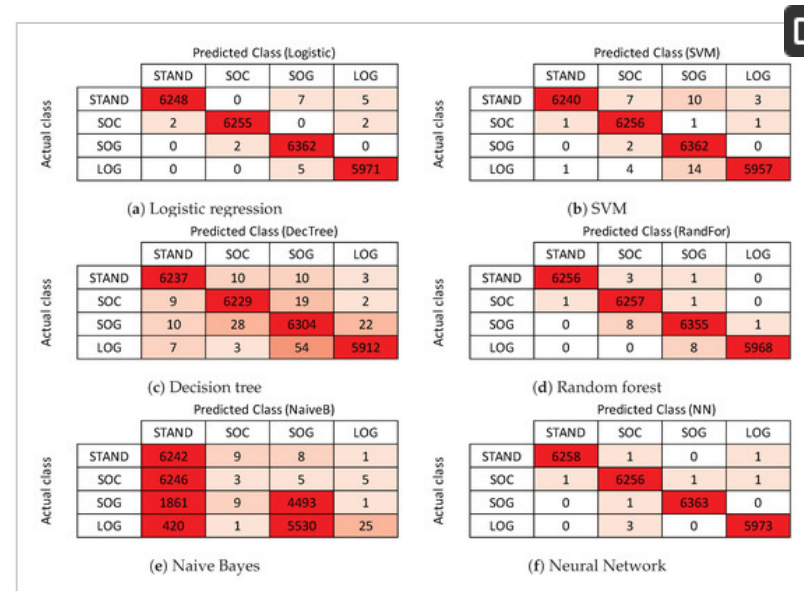 Predicted Class (Logistic)
STAND SOC SOG LOG
Actual class
STAND 6248 0 7 5
SOC 2 6255 0 2
SOG 0 2 6362 0
LOG 0 0 5 5971
(a) Logistic regression
Predicted Class (SVM)
STAND SOC SOG LOG
Actual class
STAND 6240 7 10 3
SOC 1 6256 1 1
SOG 0 2 6362 0
LOG 1 4 14 5957
(b) SVM
Predicted Class (DecTree)
STAND SOC SOG LOG
Actual class
STAND 6237 10 10 3
SOC 9 6229 19 2
SOG 10 28 6304 22
LOG 7 3 54 5912
(c) Decision tree
Predicted Class (RandFor)
STAND SOC SOG LOG
Actual class
STAND 6256 3 1 0
SOC 1 6257 1 0
SOG 0 8 6355 1
LOG 0 0 8 5968
(d) Random forest
Predicted Class (NaiveB)
STAND SOC SOG LOG
Actual class
STAND 6242 9 8 1
SOC 6246 3 5 5
SOG 1861 9 4493 1
LOG 420 1 5530 25
(e) Naive Bayes
Predicted Class (NN)
STAND SOC SOG LOG
Actual class
STAND 6258 1 0 1
SOC 1 6256 1 1
SOG 0 1 6363 0
LOG 0 3 0 5973
(f) Neural Network